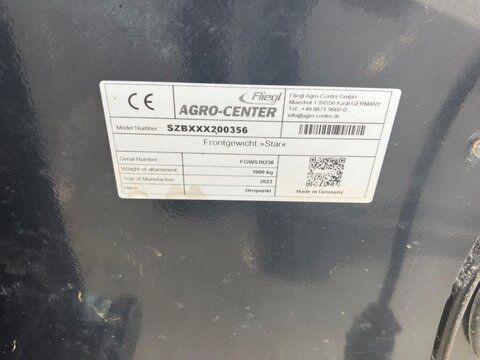 CE Fliegl
AGRO-CENTER
Fliegl Agro-Center GmbH
Maierhof 1 84556 Kastl GERMANY
Tel. +49 8671 9600-0
info@agro-center.de
Model Number: SZBXXX200356
Frontgewicht »Star«
Serial Number: FGWS10236
Weight of attachment: 1000 kg
Year of Manufacture: 2023
Dreipunkt
Made in Germany